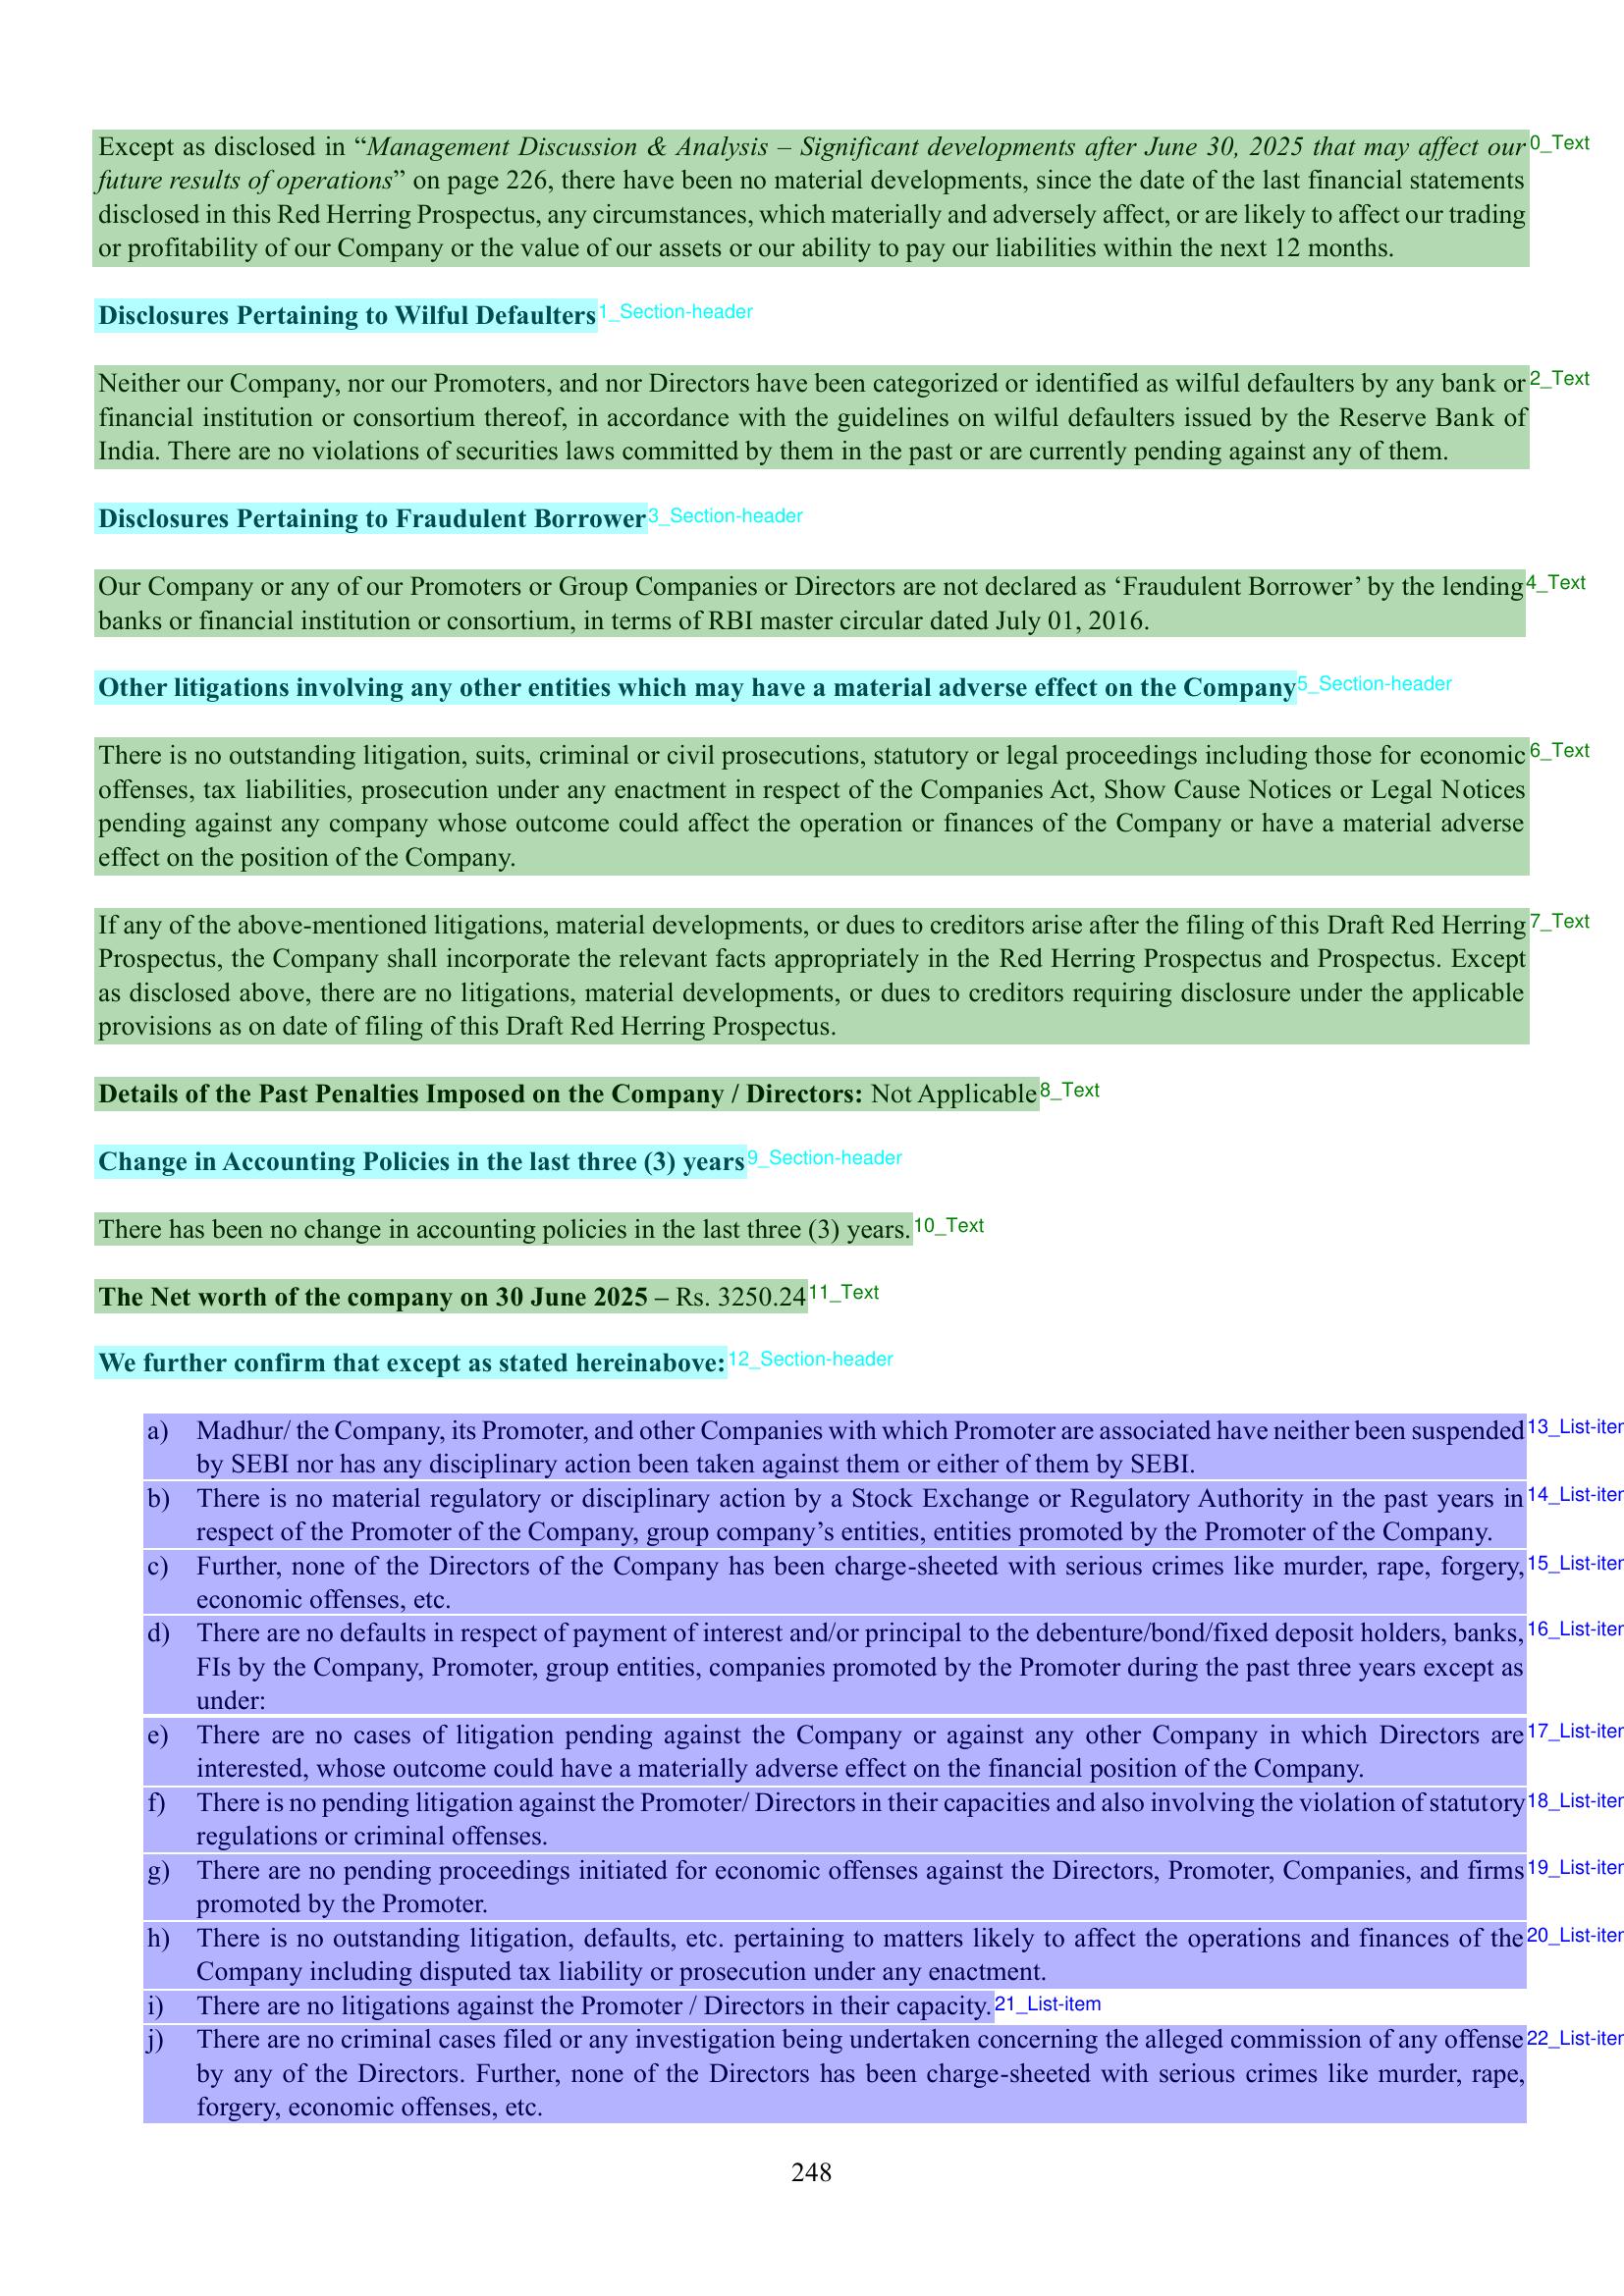 Except as disclosed in “Management Discussion & Analysis – Significant developments after June 30, 2025 that may affect our 0_Text
future results of operations” on page 226, there have been no material developments, since the date of the last financial statements
disclosed in this Red Herring Prospectus, any circumstances, which materially and adversely affect, or are likely to affect our trading
or profitability of our Company or the value of our assets or our ability to pay our liabilities within the next 12 months.
Disclosures Pertaining to Wilful Defaulters 1_Section-header
Neither our Company, nor our Promoters, and nor Directors have been categorized or identified as wilful defaulters by any bank or 2_Text
financial institution or consortium thereof, in accordance with the guidelines on wilful defaulters issued by the Reserve Bank of
India. There are no violations of securities laws committed by them in the past or are currently pending against any of them.
Disclosures Pertaining to Fraudulent Borrower 3_Section-header
Our Company or any of our Promoters or Group Companies or Directors are not declared as ‘Fraudulent Borrower’ by the lending 4_Text
banks or financial institution or consortium, in terms of RBI master circular dated July 01, 2016.
Other litigations involving any other entities which may have a material adverse effect on the Company 5_Section-header
There is no outstanding litigation, suits, criminal or civil prosecutions, statutory or legal proceedings including those for economic 6_Text
offenses, tax liabilities, prosecution under any enactment in respect of the Companies Act, Show Cause Notices or Legal Notices
pending against any company whose outcome could affect the operation or finances of the Company or have a material adverse
effect on the position of the Company.
If any of the above-mentioned litigations, material developments, or dues to creditors arise after the filing of this Draft Red Herring 7_Text
Prospectus, the Company shall incorporate the relevant facts appropriately in the Red Herring Prospectus and Prospectus. Except
as disclosed above, there are no litigations, material developments, or dues to creditors requiring disclosure under the applicable
provisions as on date of filing of this Draft Red Herring Prospectus.
Details of the Past Penalties Imposed on the Company / Directors: Not Applicable 8_Text
Change in Accounting Policies in the last three (3) years 9_Section-header
There has been no change in accounting policies in the last three (3) years. 10_Text
The Net worth of the company on 30 June 2025 – Rs. 3250.24 11_Text
We further confirm that except as stated hereinabove: 12_Section-header
a) Madhur/ the Company, its Promoter, and other Companies with which Promoter are associated have neither been suspended 13_List-iter
by SEBI nor has any disciplinary action been taken against them or either of them by SEBI.
b) There is no material regulatory or disciplinary action by a Stock Exchange or Regulatory Authority in the past years in 14_List-iter
respect of the Promoter of the Company, group company’s entities, entities promoted by the Promoter of the Company.
c) Further, none of the Directors of the Company has been charge-sheeted with serious crimes like murder, rape, forgery, 15_List-iter
economic offenses, etc.
d) There are no defaults in respect of payment of interest and/or principal to the debenture/bond/fixed deposit holders, banks, 16_List-iter
FIs by the Company, Promoter, group entities, companies promoted by the Promoter during the past three years except as
under:
e) There are no cases of litigation pending against the Company or against any other Company in which Directors are 17_List-iter
interested, whose outcome could have a materially adverse effect on the financial position of the Company.
f) There is no pending litigation against the Promoter/ Directors in their capacities and also involving the violation of statutory 18_List-iter
regulations or criminal offenses.
g) There are no pending proceedings initiated for economic offenses against the Directors, Promoter, Companies, and firms 19_List-iter
promoted by the Promoter.
h) There is no outstanding litigation, defaults, etc. pertaining to matters likely to affect the operations and finances of the 20_List-iter
Company including disputed tax liability or prosecution under any enactment.
i) There are no litigations against the Promoter / Directors in their capacity. 21_List-item
j) There are no criminal cases filed or any investigation being undertaken concerning the alleged commission of any offense 22_List-iter
by any of the Directors. Further, none of the Directors has been charge-sheeted with serious crimes like murder, rape,
forgery, economic offenses, etc.
248